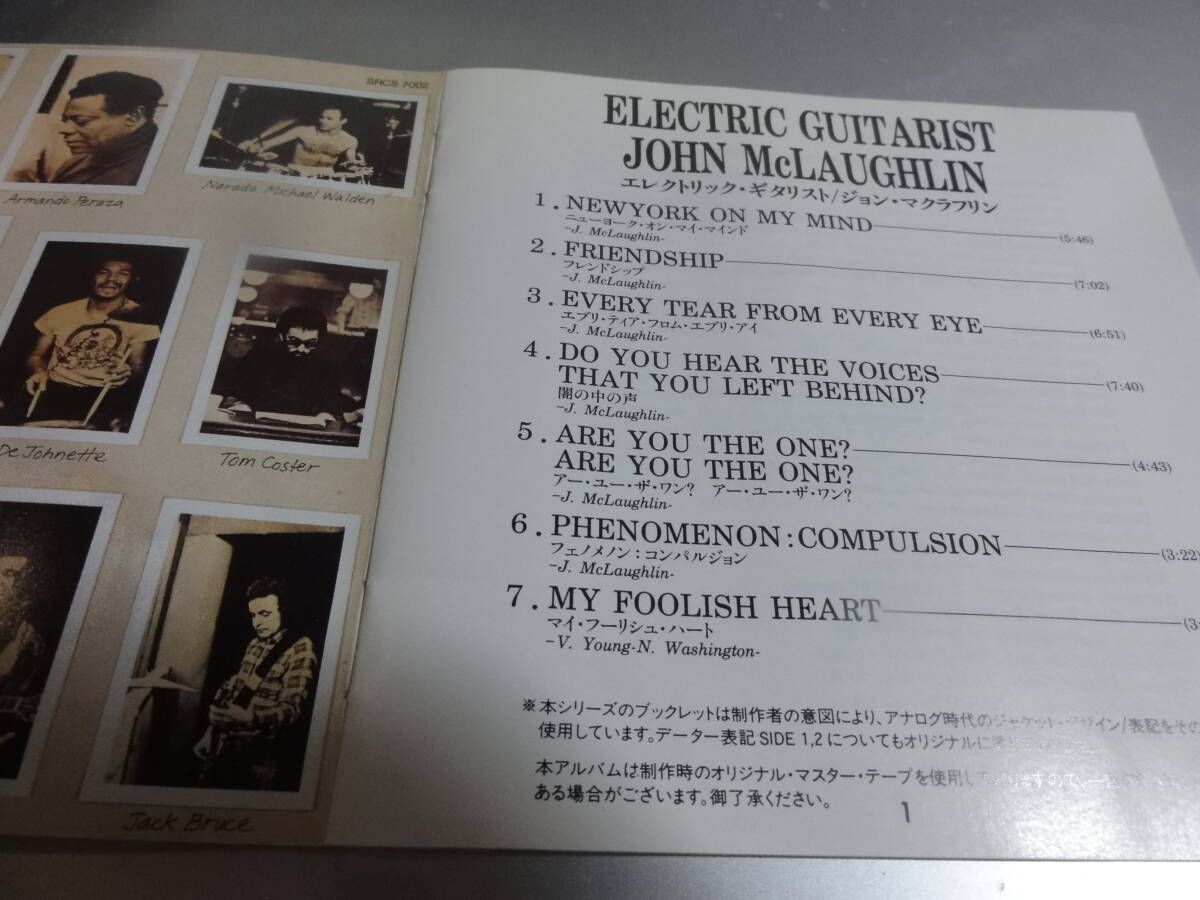 SRCS 7002
Armando Peraza
Narada Michael Walden
De Johnette
Tom Coster
Jack Bruce
ELECTRIC GUITARIST
JOHN McLAUGHLIN
エレクトリック・ギタリスト/ジョン・マクラフリン
1. NEWYORK ON MY MIND (5:46)
ニューヨーク・オン・マイ・マインド
-J. McLaughlin-
2. FRIENDSHIP (7:02)
フレンドシップ
-J. McLaughlin-
3. EVERY TEAR FROM EVERY EYE (6:51)
エブリ・ティア・フロム・エブリ・アイ
-J. McLaughlin-
4. DO YOU HEAR THE VOICES (7:40)
THAT YOU LEFT BEHIND?
闇の中の声
-J. McLaughlin-
5. ARE YOU THE ONE? (4:43)
ARE YOU THE ONE?
アー・ユー・ザ・ワン? アー・ユー・ザ・ワン?
-J. McLaughlin-
6. PHENOMENON:COMPULSION (3:22)
フェノメノン:コンパルジョン
-J. McLaughlin-
7. MY FOOLISH HEART (3:
マイ・フーリシュ・ハート
-V. Young-N. Washington-
※本シリーズのブックレットは制作者の意図により、アナログ時代のジャケット・デザイン/表記をその
使用しています。データー表記 SIDE 1,2 についてもオリジナルに
本アルバムは制作時のオリジナル・マスター・テープを使用し
ある場合がございます。御了承ください。
1